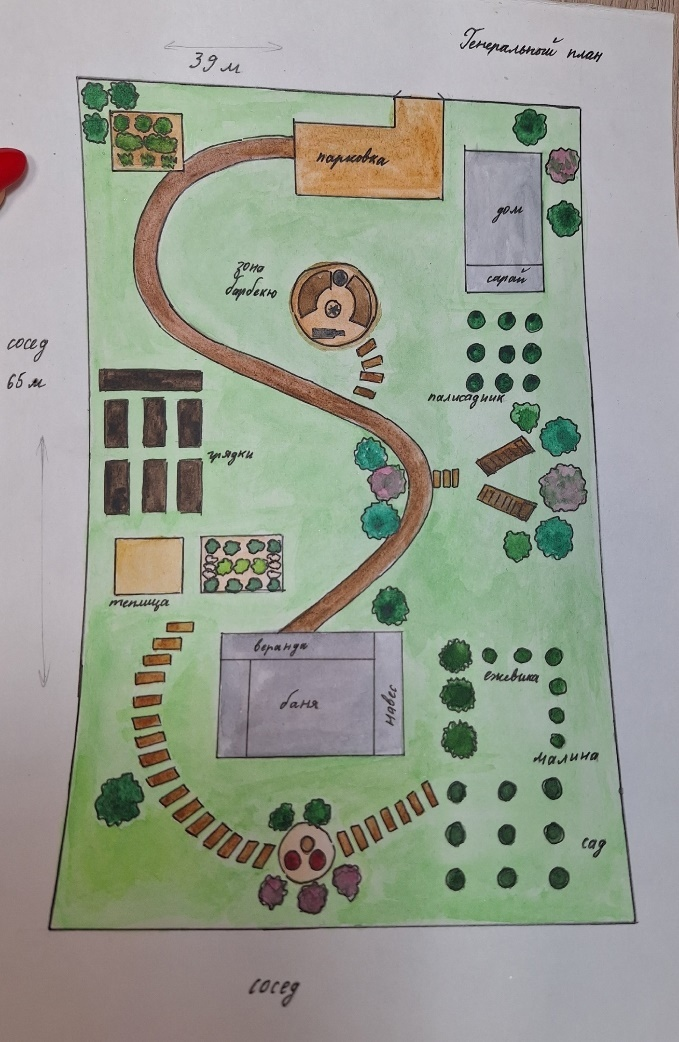 Генеральный план
39 м
парковка
дом
сарай
зона
барбекю
сосед
65 м
палисадник
грядки
теплица
веранда
баня
навес
ежевика
малина
сад
сосед